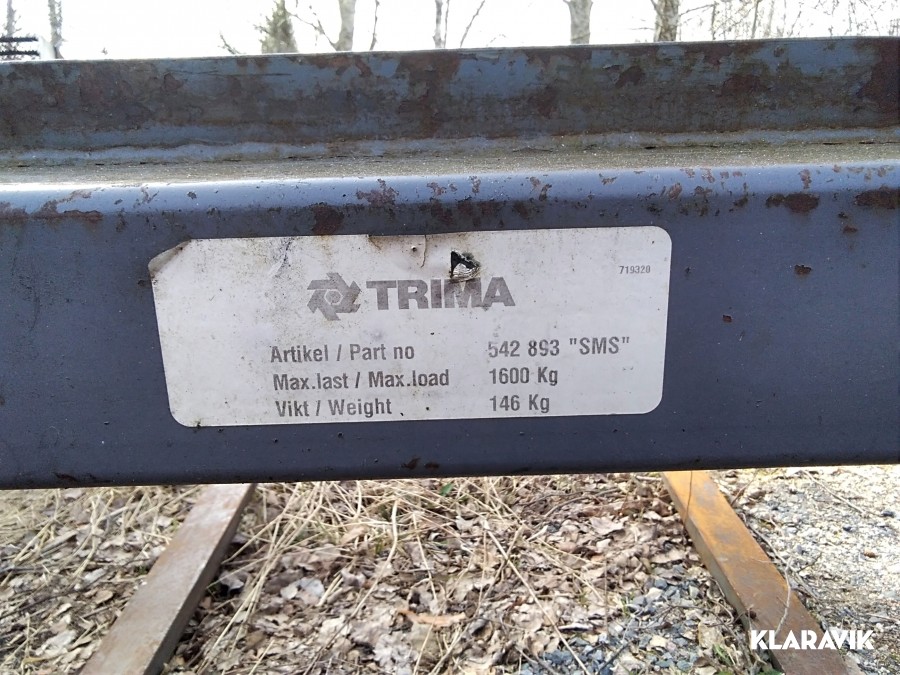 719320
TRIMA
Artikel / Part no 542 893 "SMS"
Max.last / Max.load 1600 Kg
Vikt / Weight 146 Kg
KLARAVIK